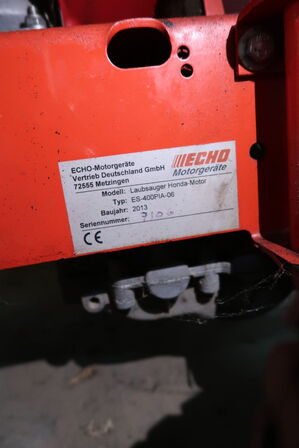 ECHO-Motorgeräte
Vertrieb Deutschland GmbH
72555 Metzingen
ECHO
Motorgeräte
Modell: Laubsauger Honda-Motor
Typ: ES-400PIA-06
Baujahr: 2013
Seriennummer:
CE